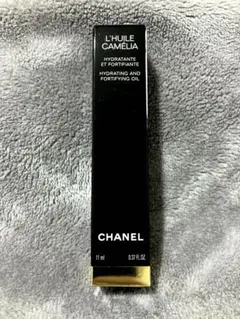 L'HUILE
CAMÉLIA
HYDRATANTE
ET FORTIFIANTE
HYDRATING AND
FORTIFYING OIL
CHANEL
11 ml 0.37 FL.OZ.